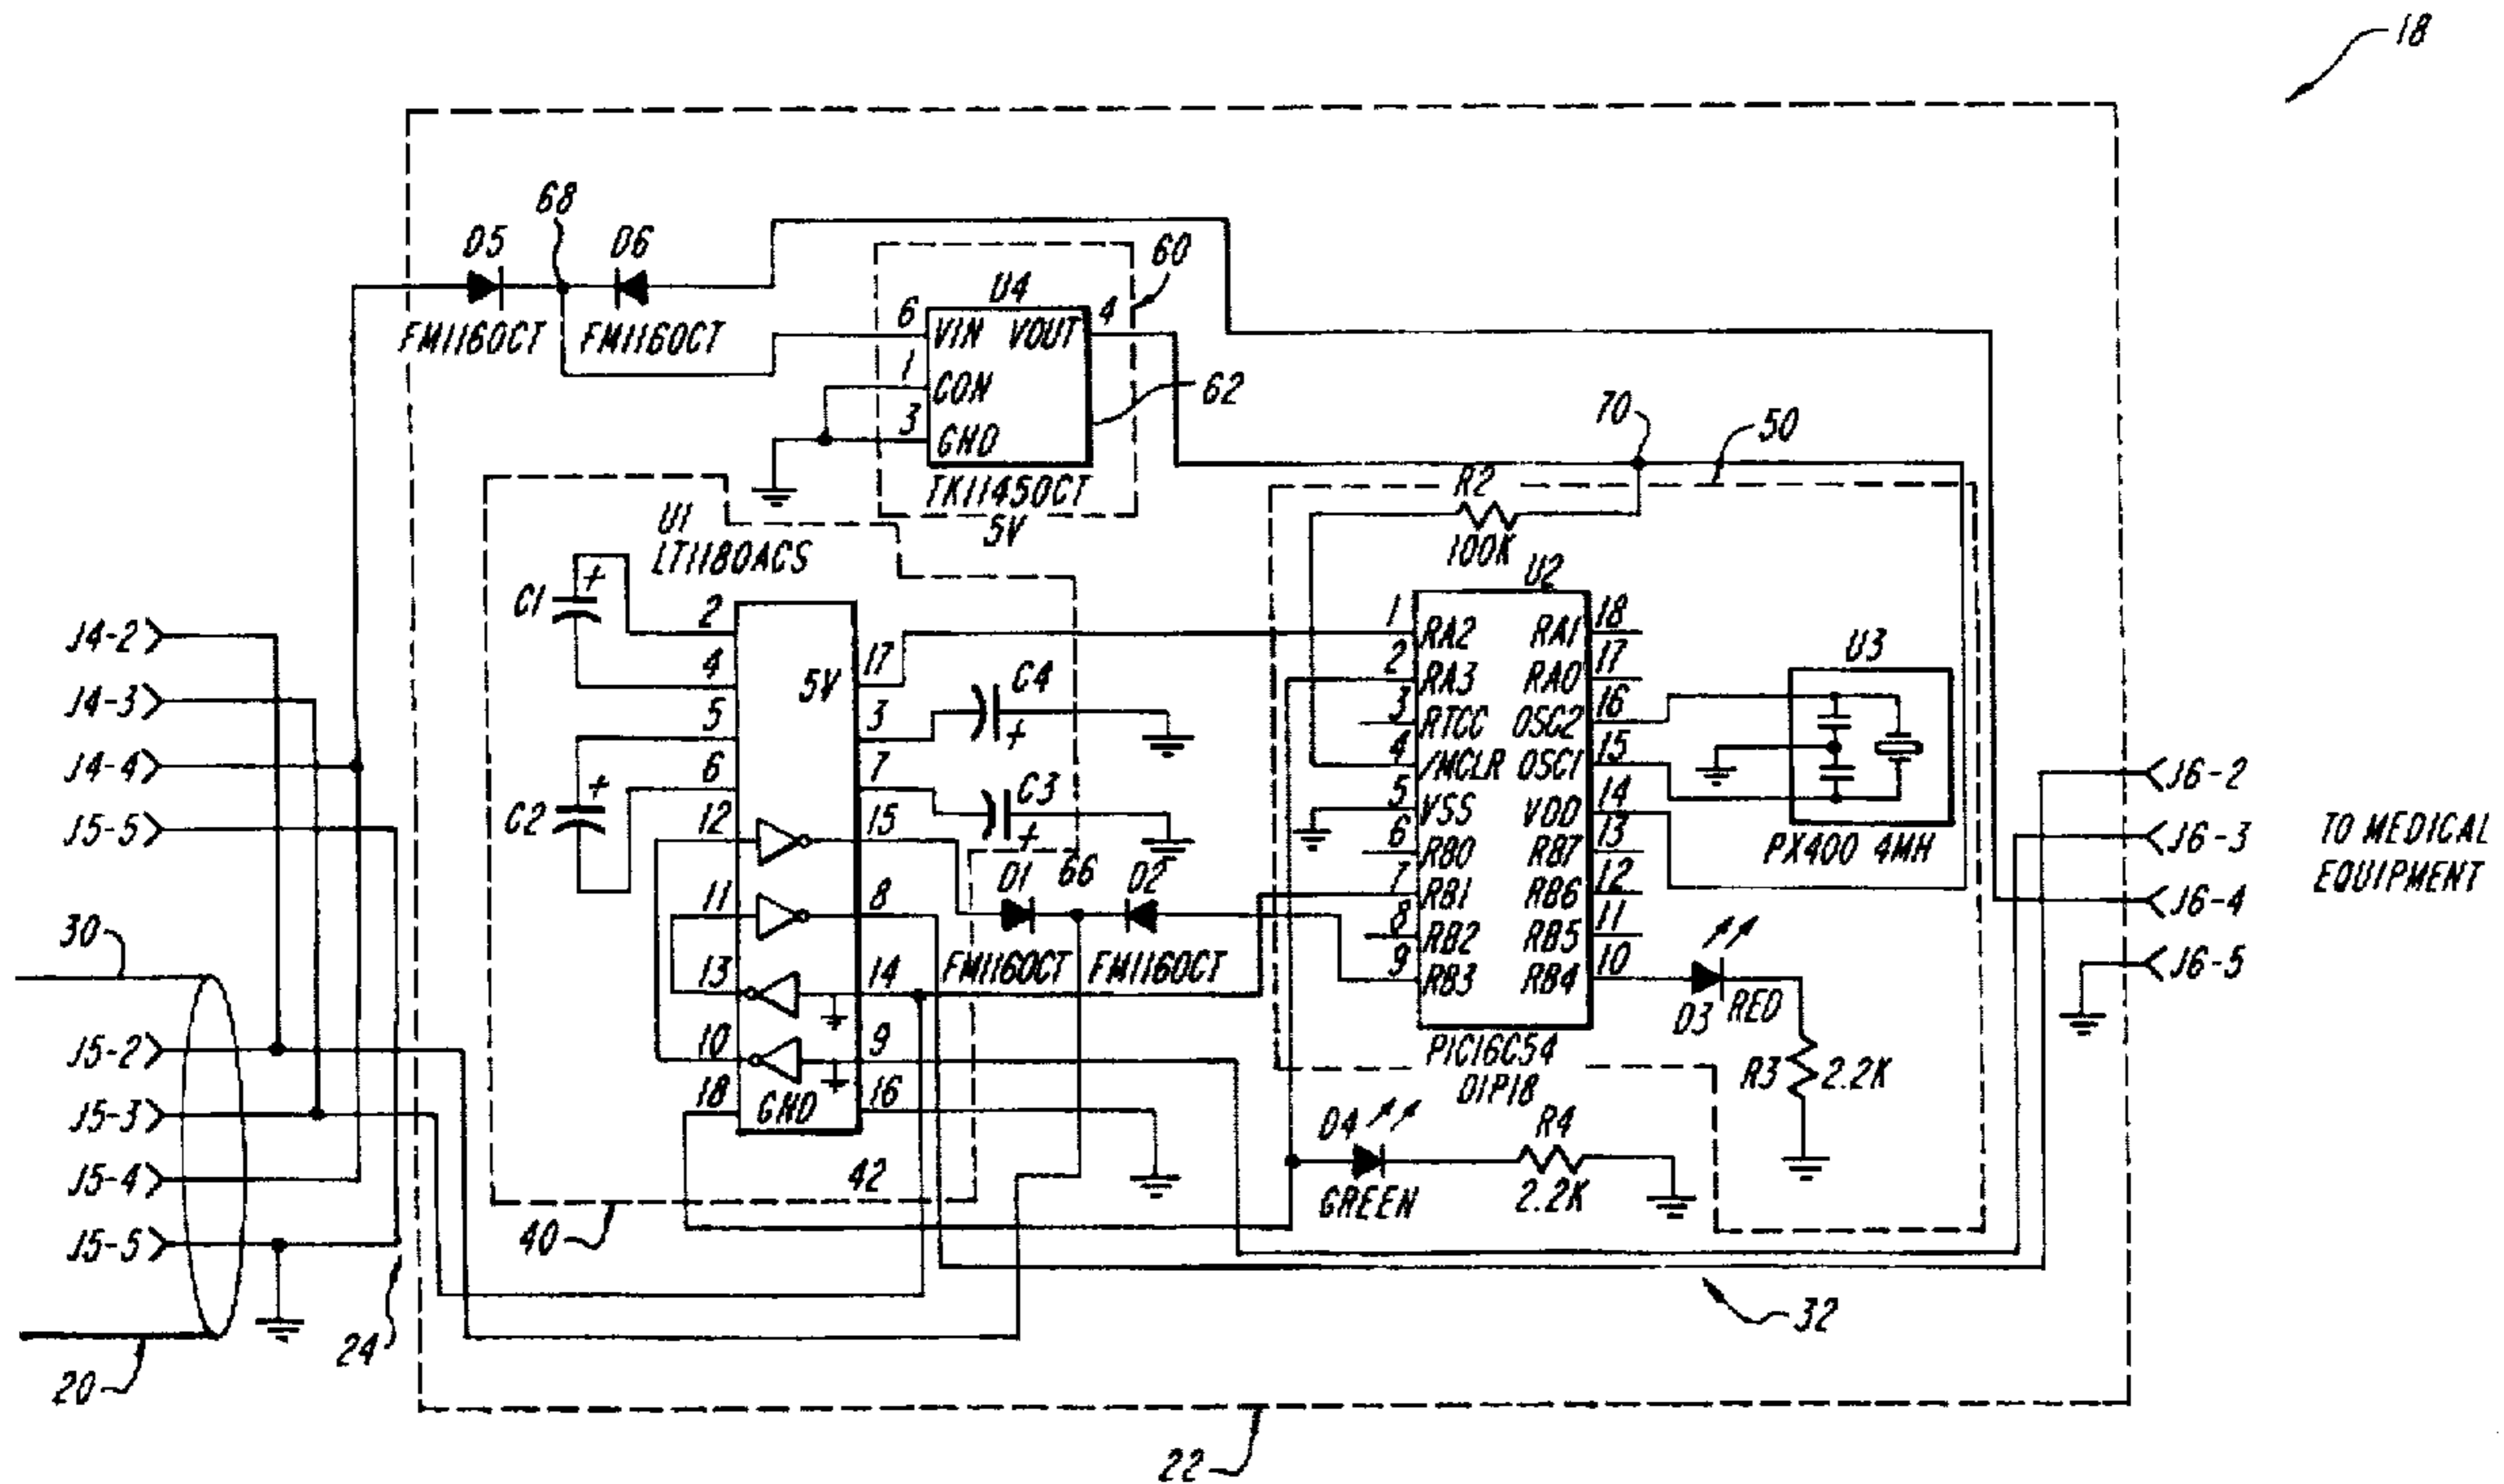 18
68
D5
D6
60
U4
FM1160CT
FM1160CT
6
VIN
VOUT
4
1
CON
62
3
GND
TK11450CT
5V
70
50
R2
100K
U1
LT1180ACS
C1
+
2
4
5V
17
5
3
C4
+
6
7
C2
+
12
15
C3
+
11
8
D1
66
D2
FM1160CT
FM1160CT
13
14
10
9
18
GND
16
42
40
U2
1
RA2
RA1
18
2
RA3
RA0
17
3
RTCC
OSC2
16
4
/MCLR
OSC1
15
5
VSS
VDD
14
6
RB0
RB7
13
7
RB1
RB6
12
8
RB2
RB5
11
9
RB3
RB4
10
PIC16C54
DIP18
U3
PX400 4MH
D3
RED
R3
2.2K
D4
GREEN
R4
2.2K
J4-2
J4-3
J4-4
J5-5
30
J5-2
J5-3
J5-4
J5-5
20
24
J6-2
J6-3
J6-4
J6-5
TO MEDICAL
EQUIPMENT
32
22